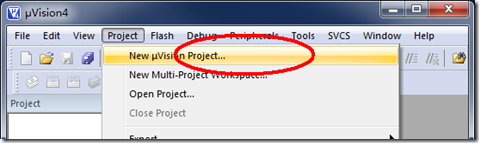 µVision4
File Edit View Project Flash Debug Peripherals Tools SVCS Window Help
New µVision Project...
New Multi-Project Workspace...
Open Project...
Project
Close Project
Export